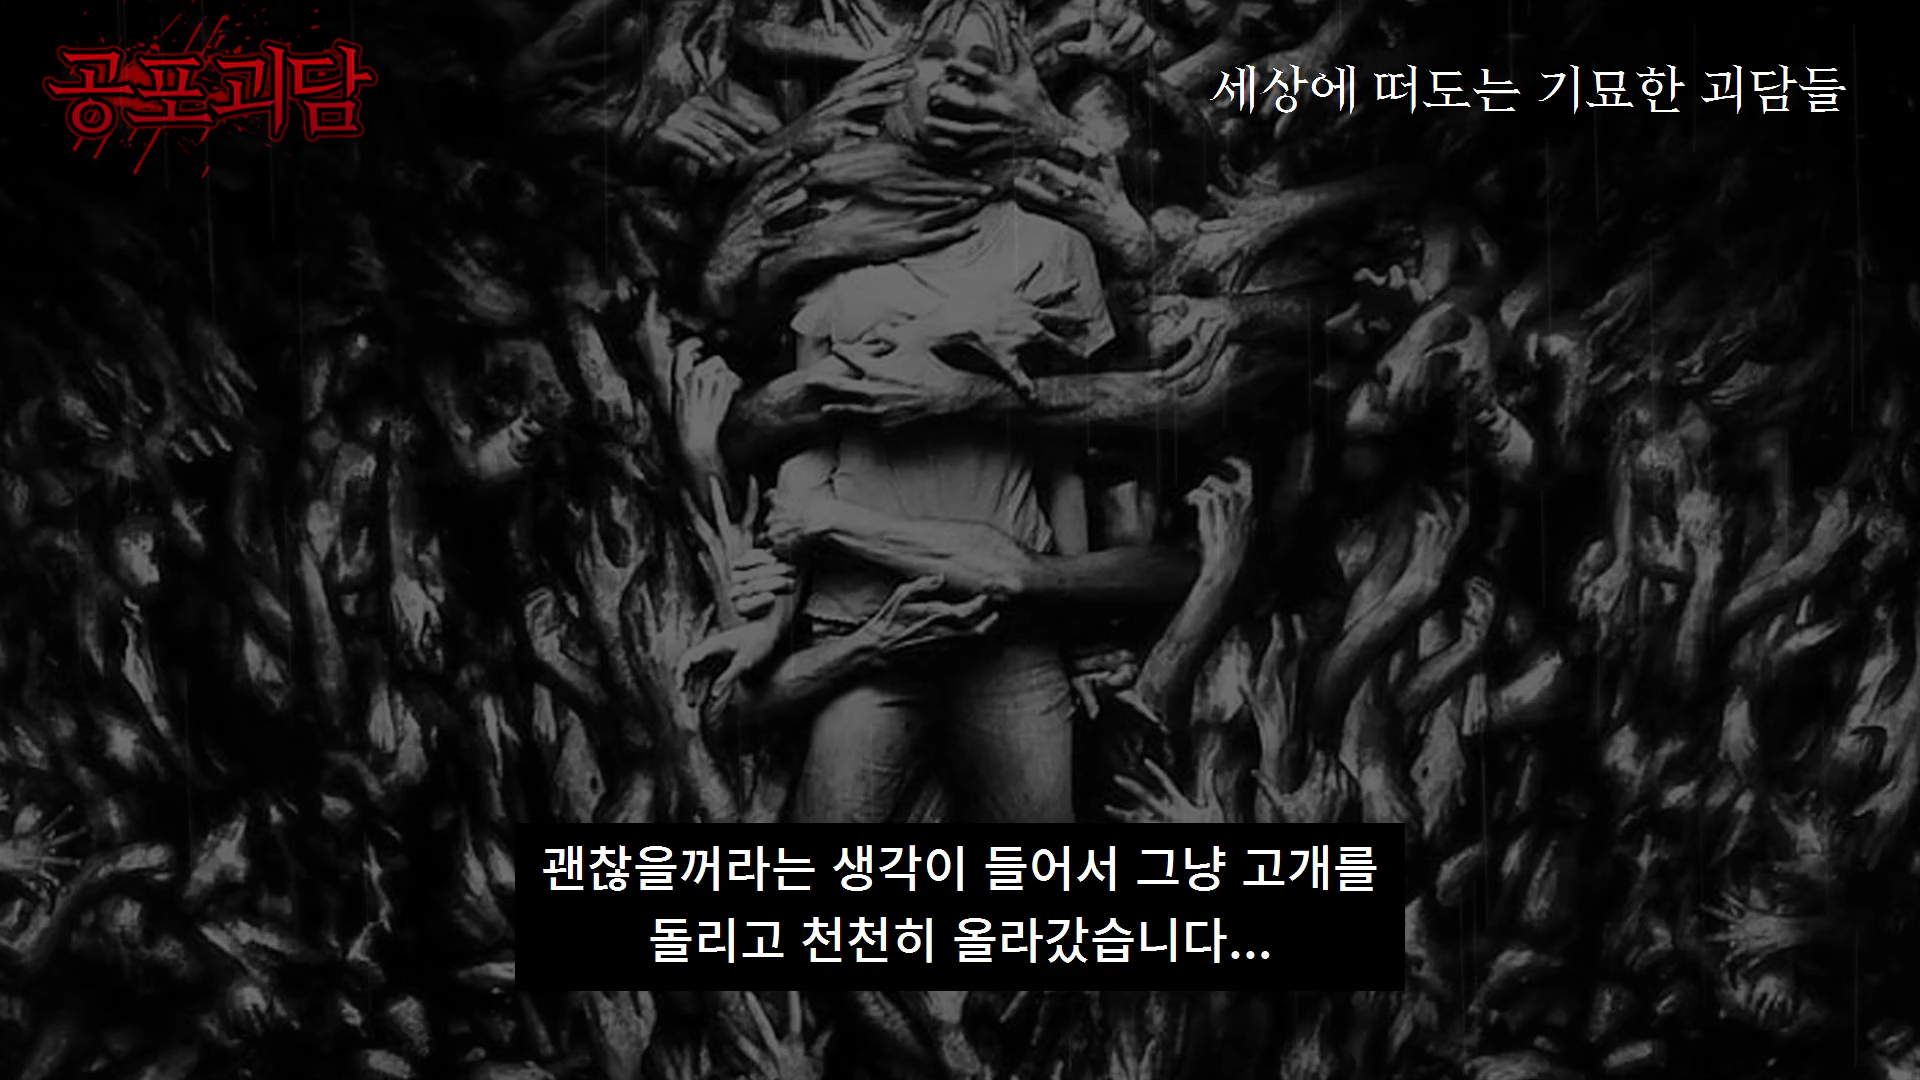 공포괴담
세상에 떠도는 기묘한 괴담들
괜찮을꺼라는 생각이 들어서 그냥 고개를
돌리고 천천히 올라갔습니다...